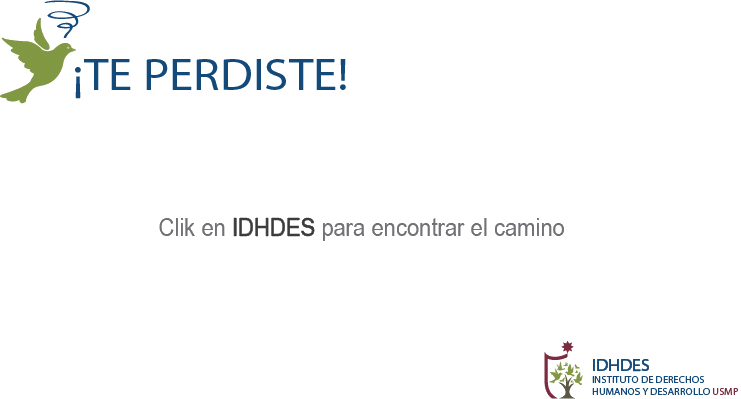 ¡TE PERDISTE!
Clik en IDHDES para encontrar el camino
IDHDES
INSTITUTO DE DERECHOS
HUMANOS Y DESARROLLO USMP